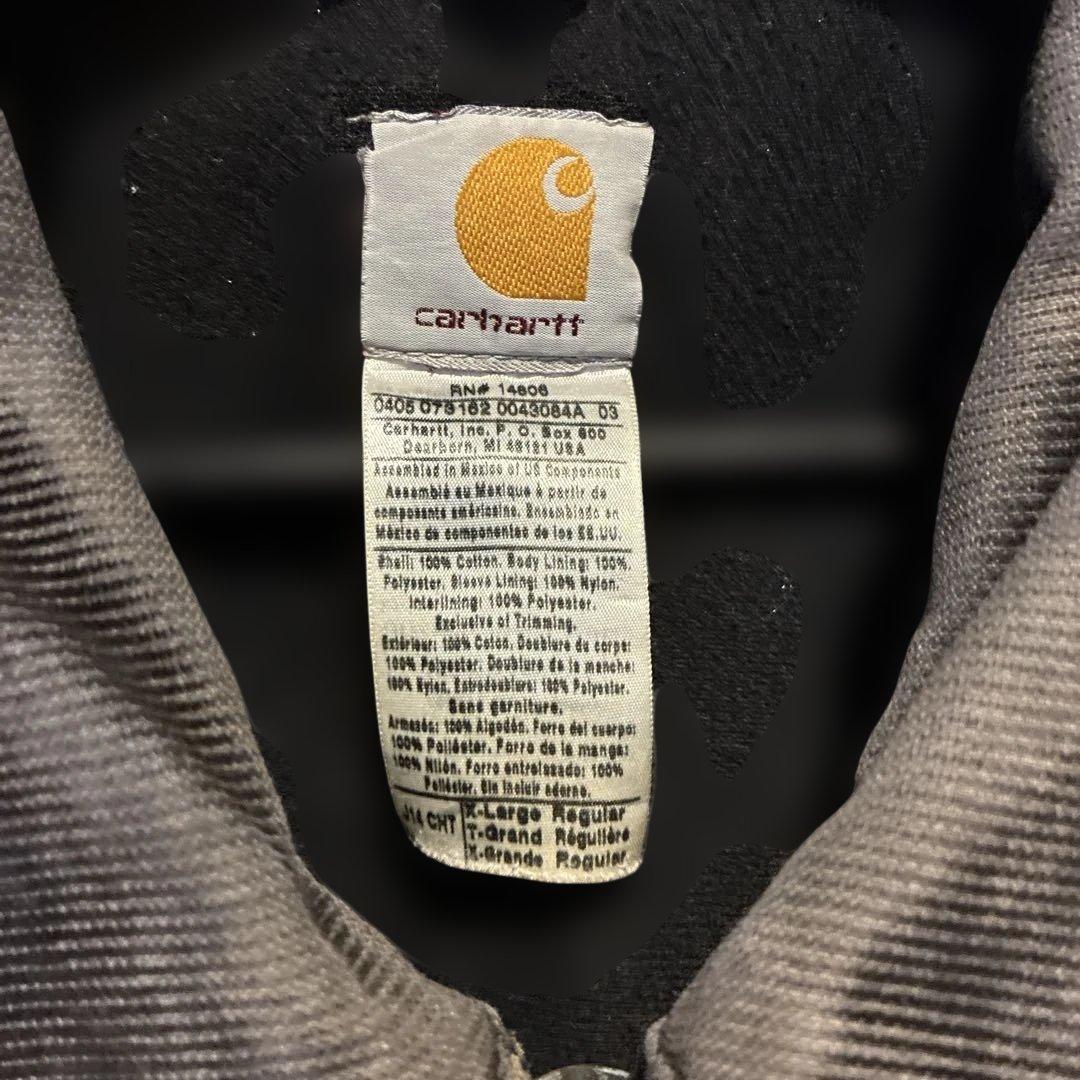 carhartt
RN# 14806
0405 073162 0043084A 03
Carhartt, Inc. P. O. Box 600
Dearborn, MI 48121 USA
Assembled in Mexico of US Components
Assemblé au Mexique à partir de
composants américains. Ensamblado en
México de componentes de los EE.UU.
Shell: 100% Cotton. Body Lining: 100%
Polyester. Sleeve Lining: 100% Nylon.
Interlining: 100% Polyester.
Exclusive of Trimming.
Extérieur: 100% Coton. Doublure du corps:
100% Polyester. Doublure de la manche:
100% Nylon. Entredoublure: 100% Polyester.
Sans garniture.
Armazés: 100% Algodón. Forro del cuerpo:
100% Poliéster. Forro de la manga:
100% Nilón. Forro entrelazado: 100%
Poliéster. Sin incluir adorno.
J14 CHT
X-Large Regular
T-Grand Régulière
X-Grande Regular